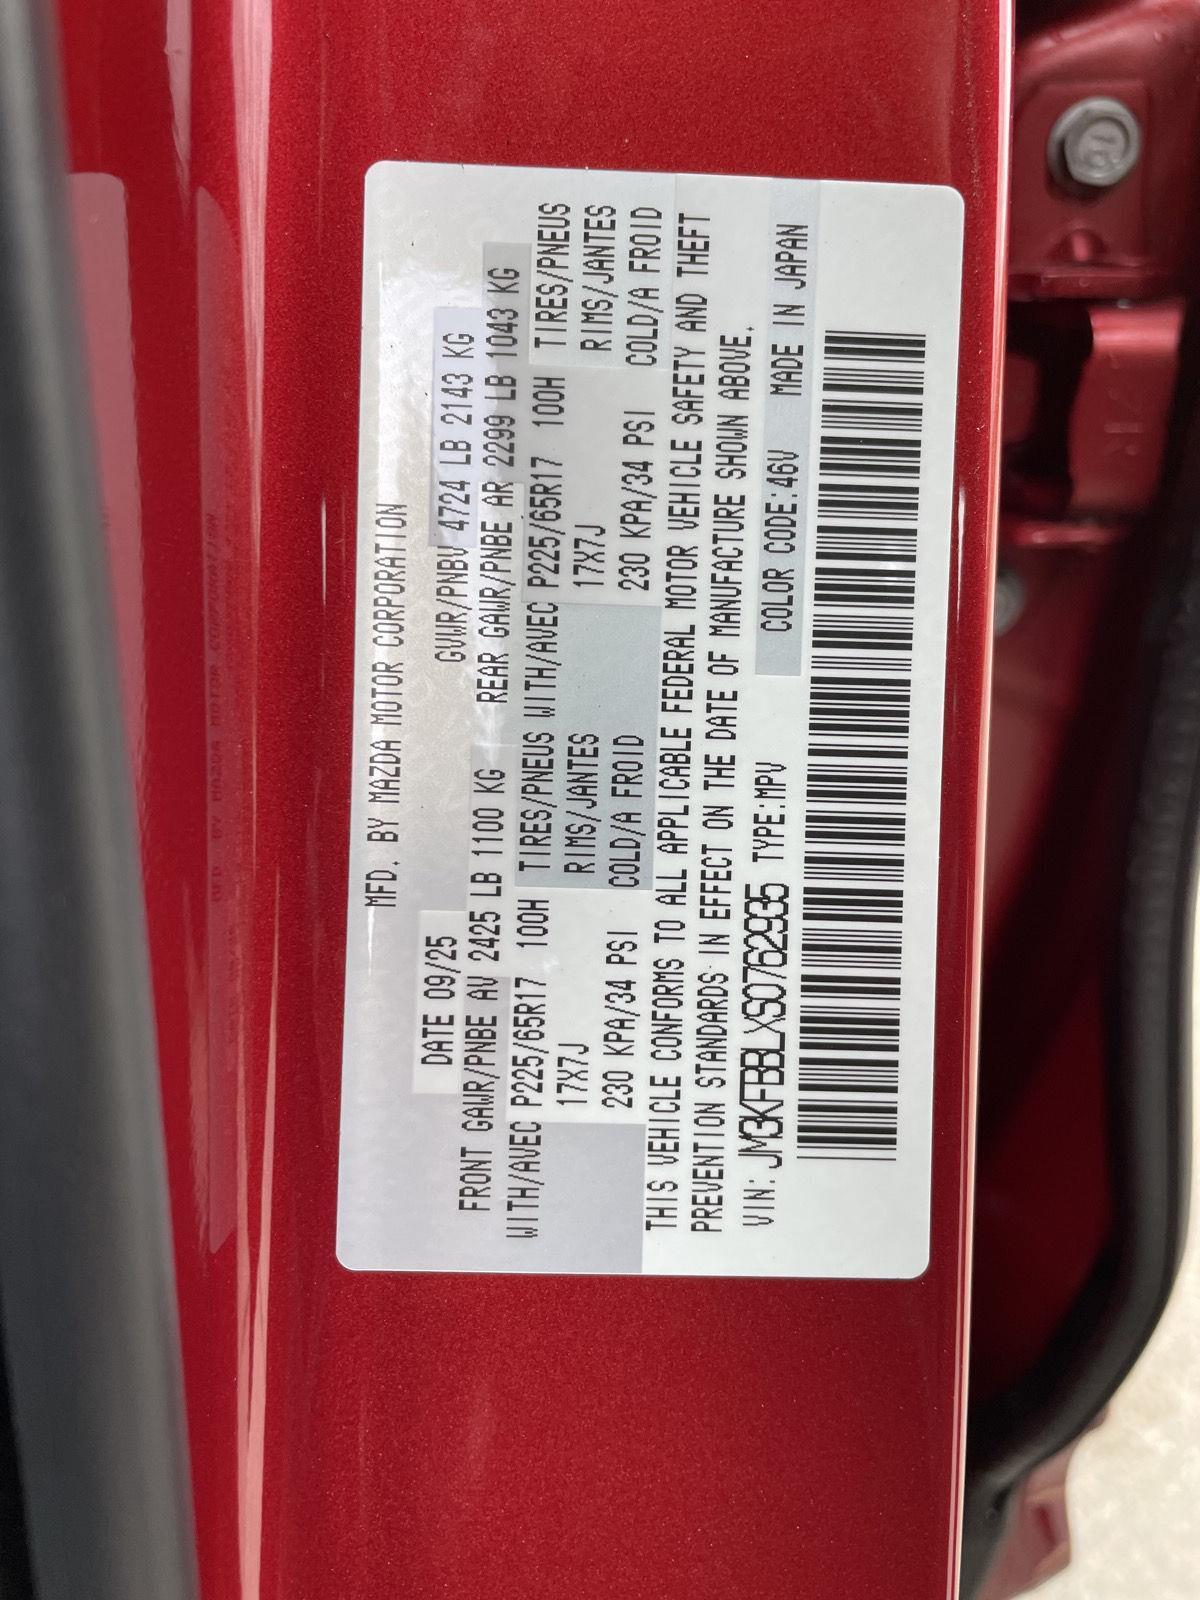 MFD. BY MAZDA MOTOR CORPORATION
DATE 09/25 GVWR/PNBV 4724 LB 2143 KG
FRONT GAWR/PNBE AV 2425 LB 1100 KG REAR GAWR/PNBE AR 2299 LB 1043 KG
WITH/AVEC P225/65R17 100H TIRES/PNEUS WITH/AVEC P225/65R17 100H TIRES/PNEUS
17X7J RIMS/JANTES 17X7J RIMS/JANTES
230 KPA/34 PSI COLD/A FROID 230 KPA/34 PSI COLD/A FROID
THIS VEHICLE CONFORMS TO ALL APPLICABLE FEDERAL MOTOR VEHICLE SAFETY AND THEFT
PREVENTION STANDARDS IN EFFECT ON THE DATE OF MANUFACTURE SHOWN ABOVE.
VIN: JM3KFBBLXS0762935 TYPE:MPV COLOR CODE:46V MADE IN JAPAN